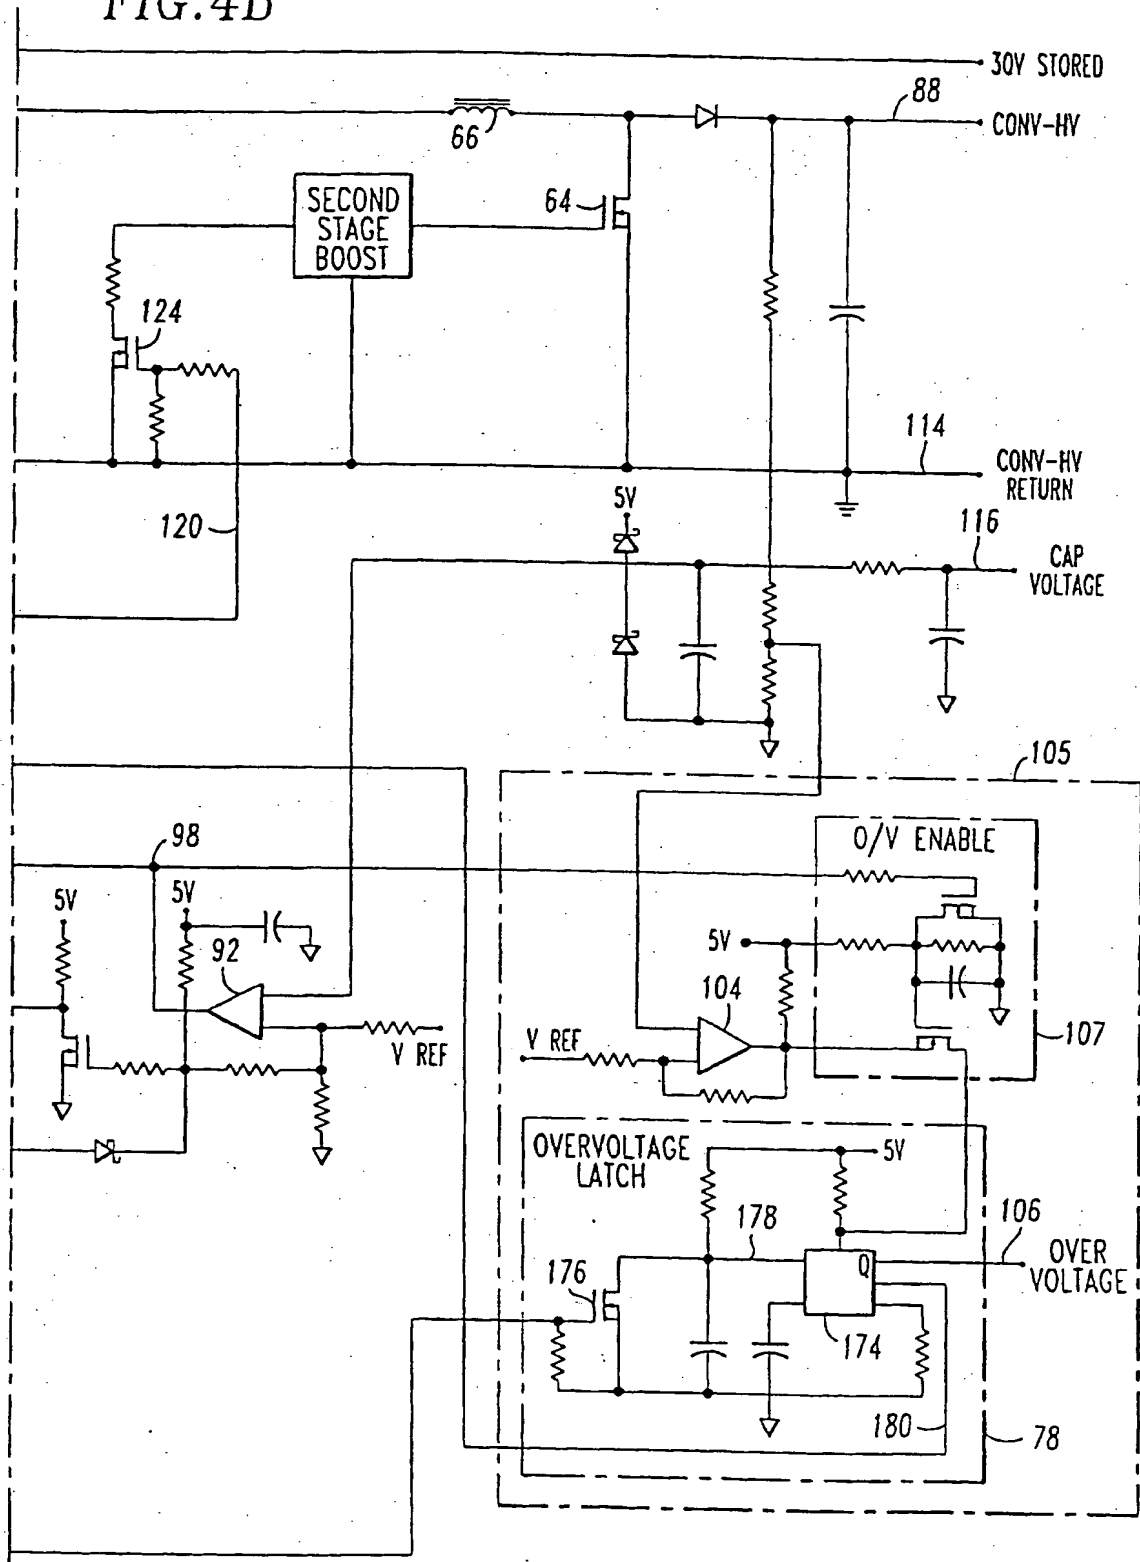 FIG. 4B
30V STORED
88
CONV-HV
66
64
SECOND
STAGE
BOOST
124
114
CONV-HV
RETURN
5V
120
116
CAP
VOLTAGE
105
98
O/V ENABLE
5V
5V
92
5V
104
V REF
V REF
107
OVERVOLTAGE
LATCH
5V
178
106
176
Q
OVER
VOLTAGE
174
180
78